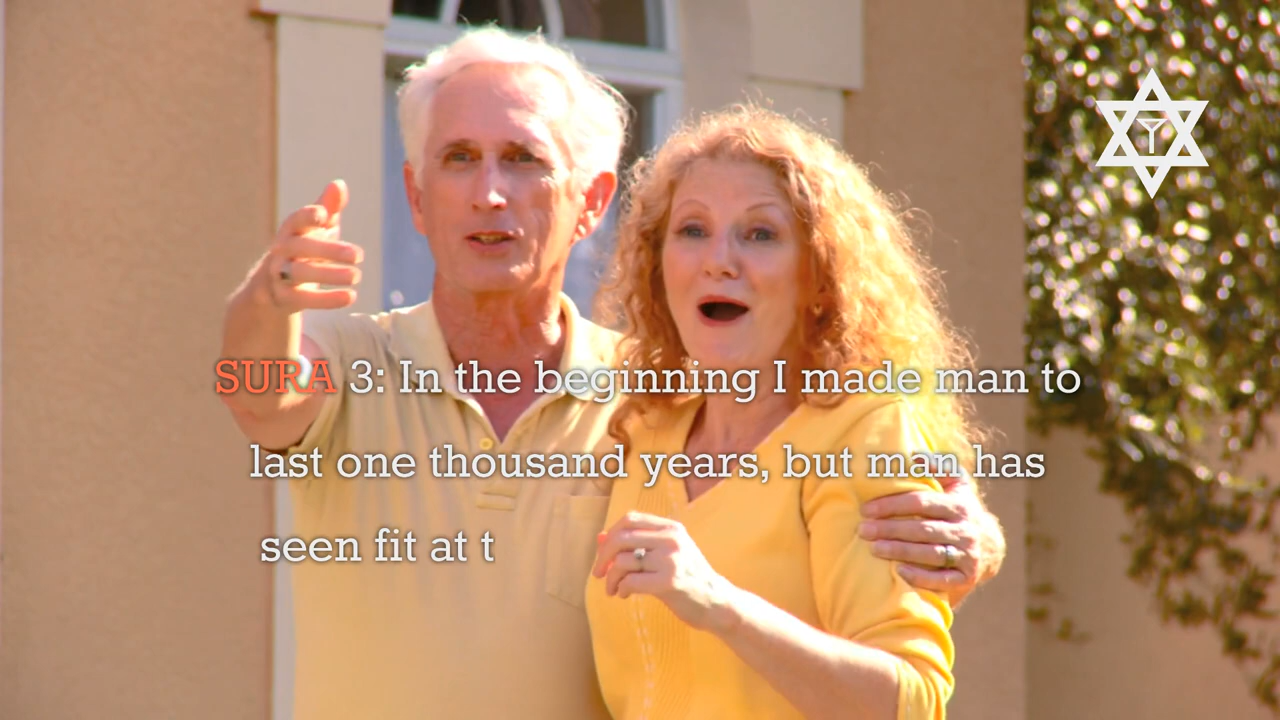 SURA 3: In the beginning I made man to
last one thousand years, but man has
seen fit at t